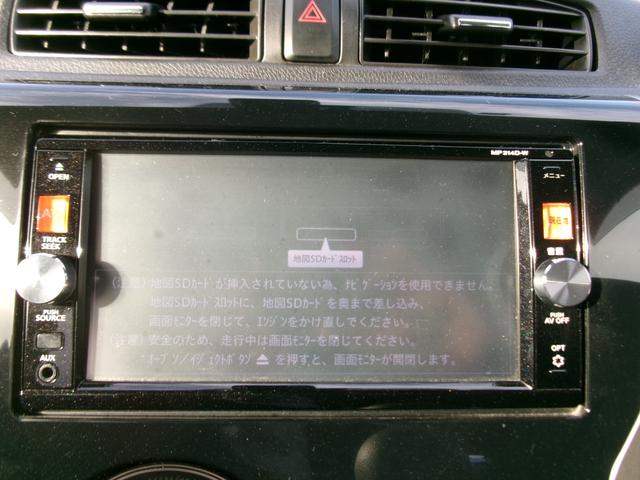 MP314D-W
OPEN
メニュー
AV
現在地
TRACK
SEEK
音量
地図SDｶｰﾄﾞｽﾛｯﾄ
(注意)地図SDｶｰﾄﾞが挿入されていない為、ﾅﾋﾞｹﾞｰｼｮﾝを使用できません。
地図SDｶｰﾄﾞｽﾛｯﾄに、地図SDｶｰﾄﾞを奥まで差し込み、
画面ﾓﾆﾀｰを閉じて、ｴﾝｼﾞﾝをかけ直してください。
(注意)安全のため、走行中は画面ﾓﾆﾀｰを閉じてください。
ｵｰﾌﾟﾝ/ｲｼﾞｪｸﾄﾎﾞﾀﾝ ⏏ を押すと、画面ﾓﾆﾀｰが開閉します。
PUSH
SOURCE
PUSH
AV OFF
AUX
OPT